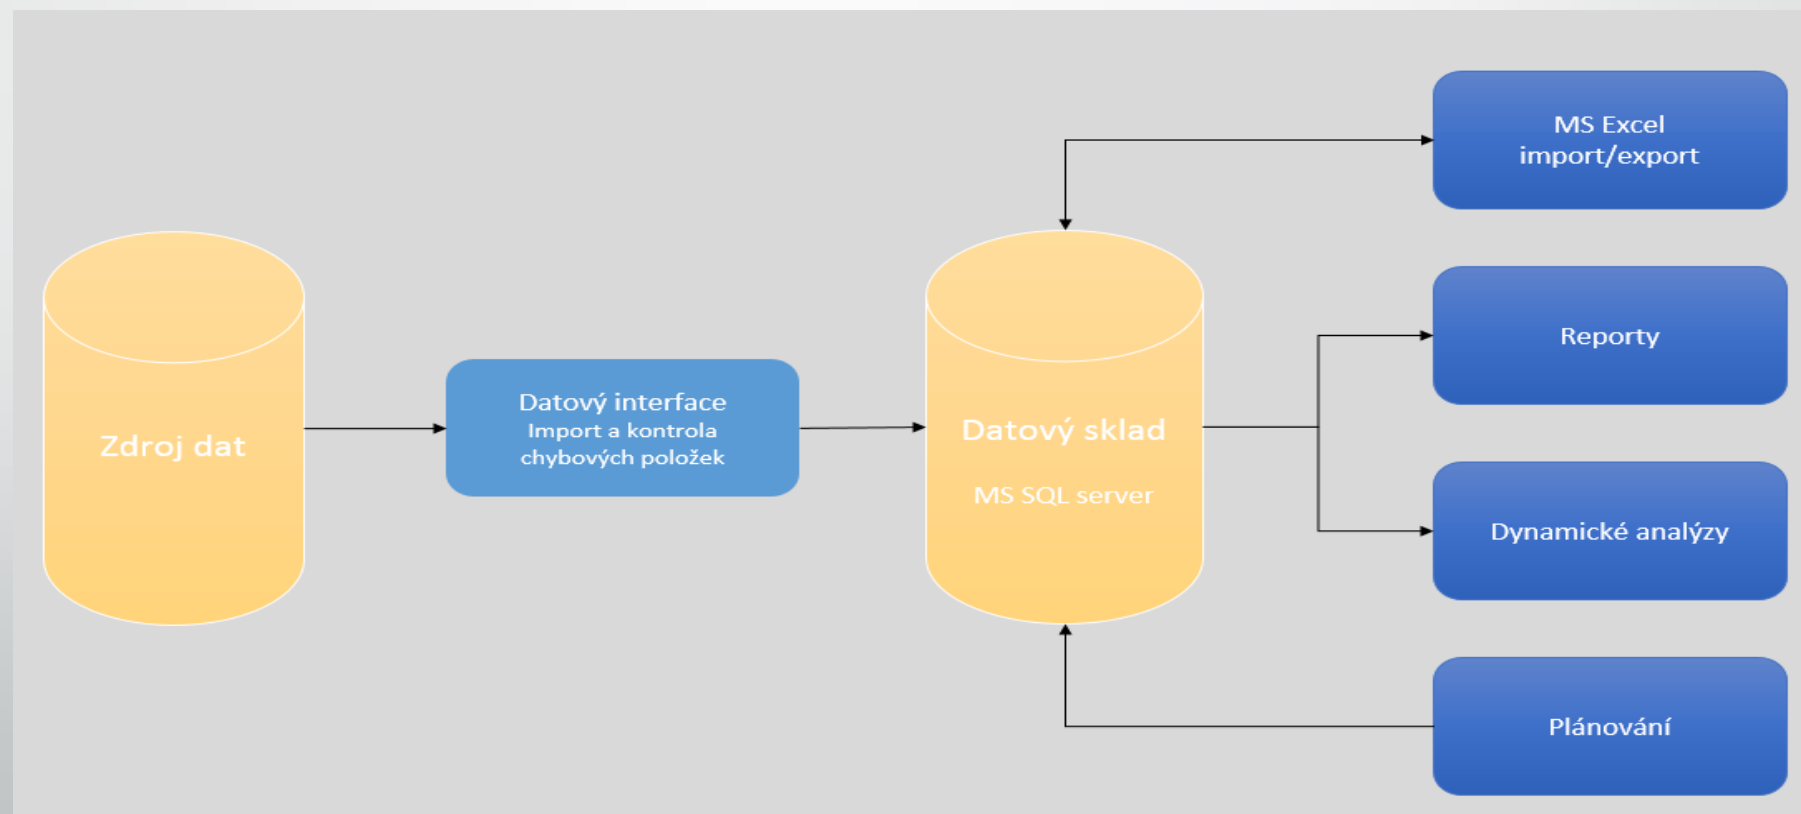 Zdroj dat
Datový interface
Import a kontrola
chybových položek
Datový sklad
MS SQL server
MS Excel
import/export
Reporty
Dynamické analýzy
Plánování